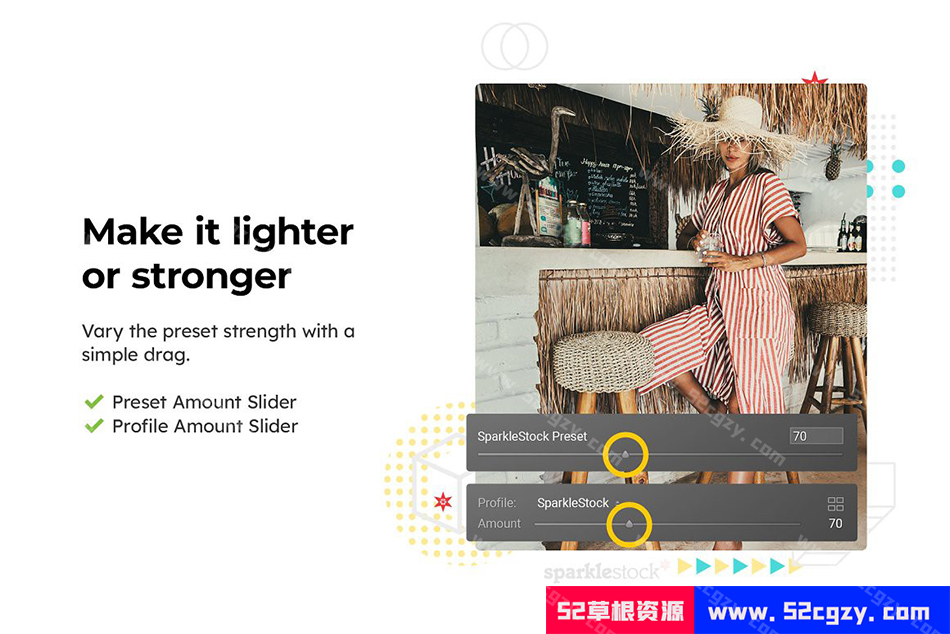 Make it lighter
or stronger
Vary the preset strength with a
simple drag.
Preset Amount Slider
Profile Amount Slider
SparkleStock Preset
70
Profile: SparkleStock
Amount
70
sparklestock
52草根资源
www.52cgzy.com